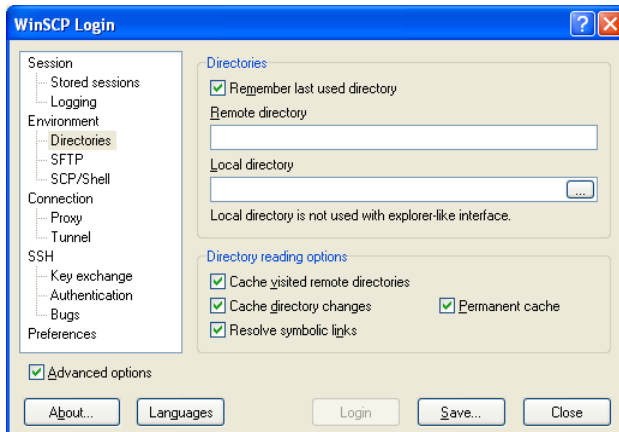 WinSCP Login
Session
Stored sessions
Logging
Environment
Directories
SFTP
SCP/Shell
Connection
Proxy
Tunnel
SSH
Key exchange
Authentication
Bugs
Preferences
Advanced options
Directories
Remember last used directory
Remote directory
Local directory
...
Local directory is not used with explorer-like interface.
Directory reading options
Cache visited remote directories
Cache directory changes Permanent cache
Resolve symbolic links
About... Languages Login Save... Close